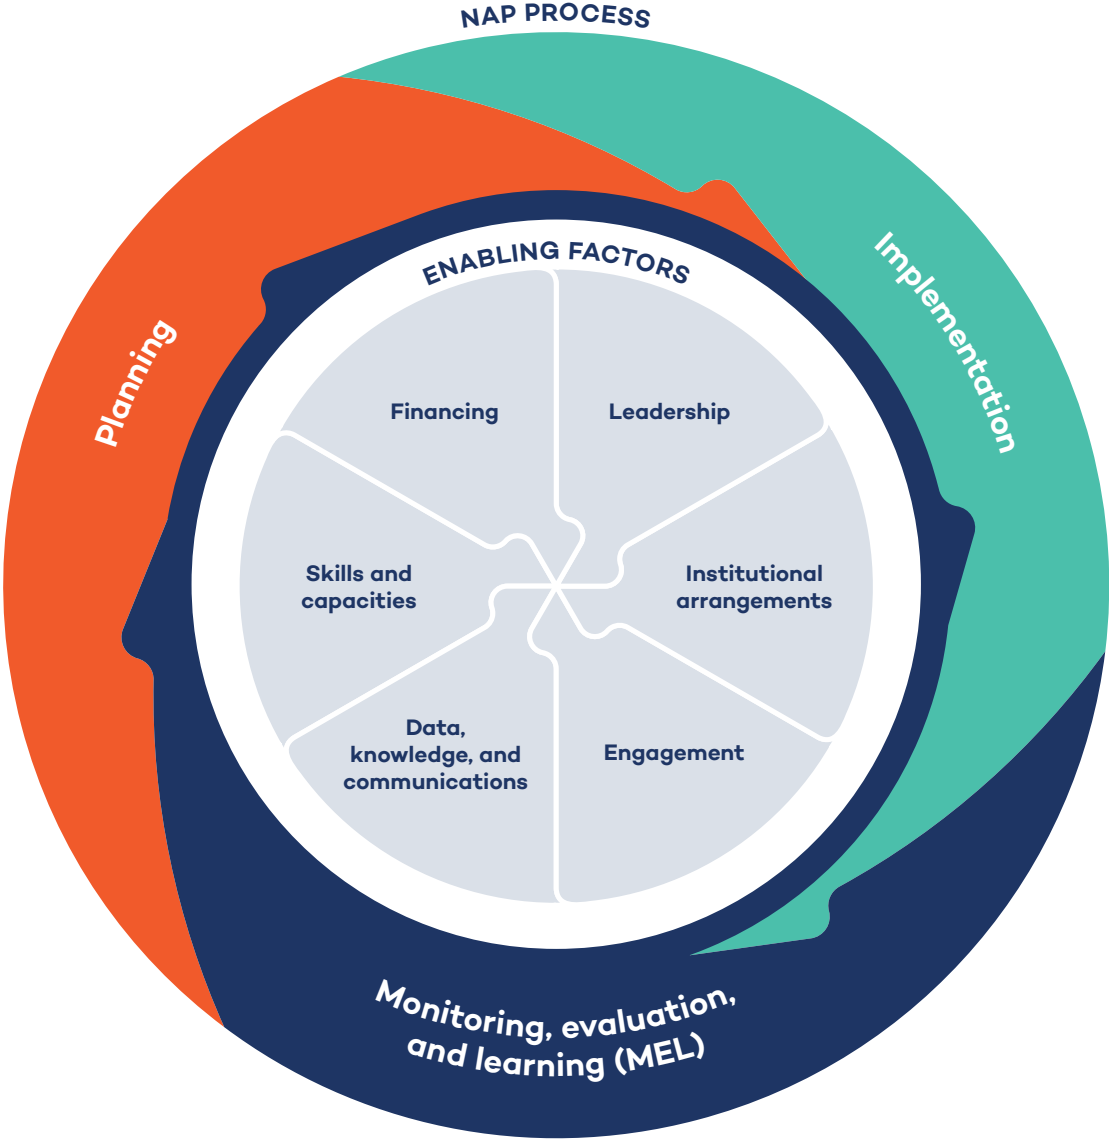 NAP PROCESS
ENABLING FACTORS
Implementation
Planning
Financing
Leadership
Skills and
capacities
Institutional
arrangements
Data,
knowledge, and
communications
Engagement
Monitoring, evaluation,
and learning (MEL)